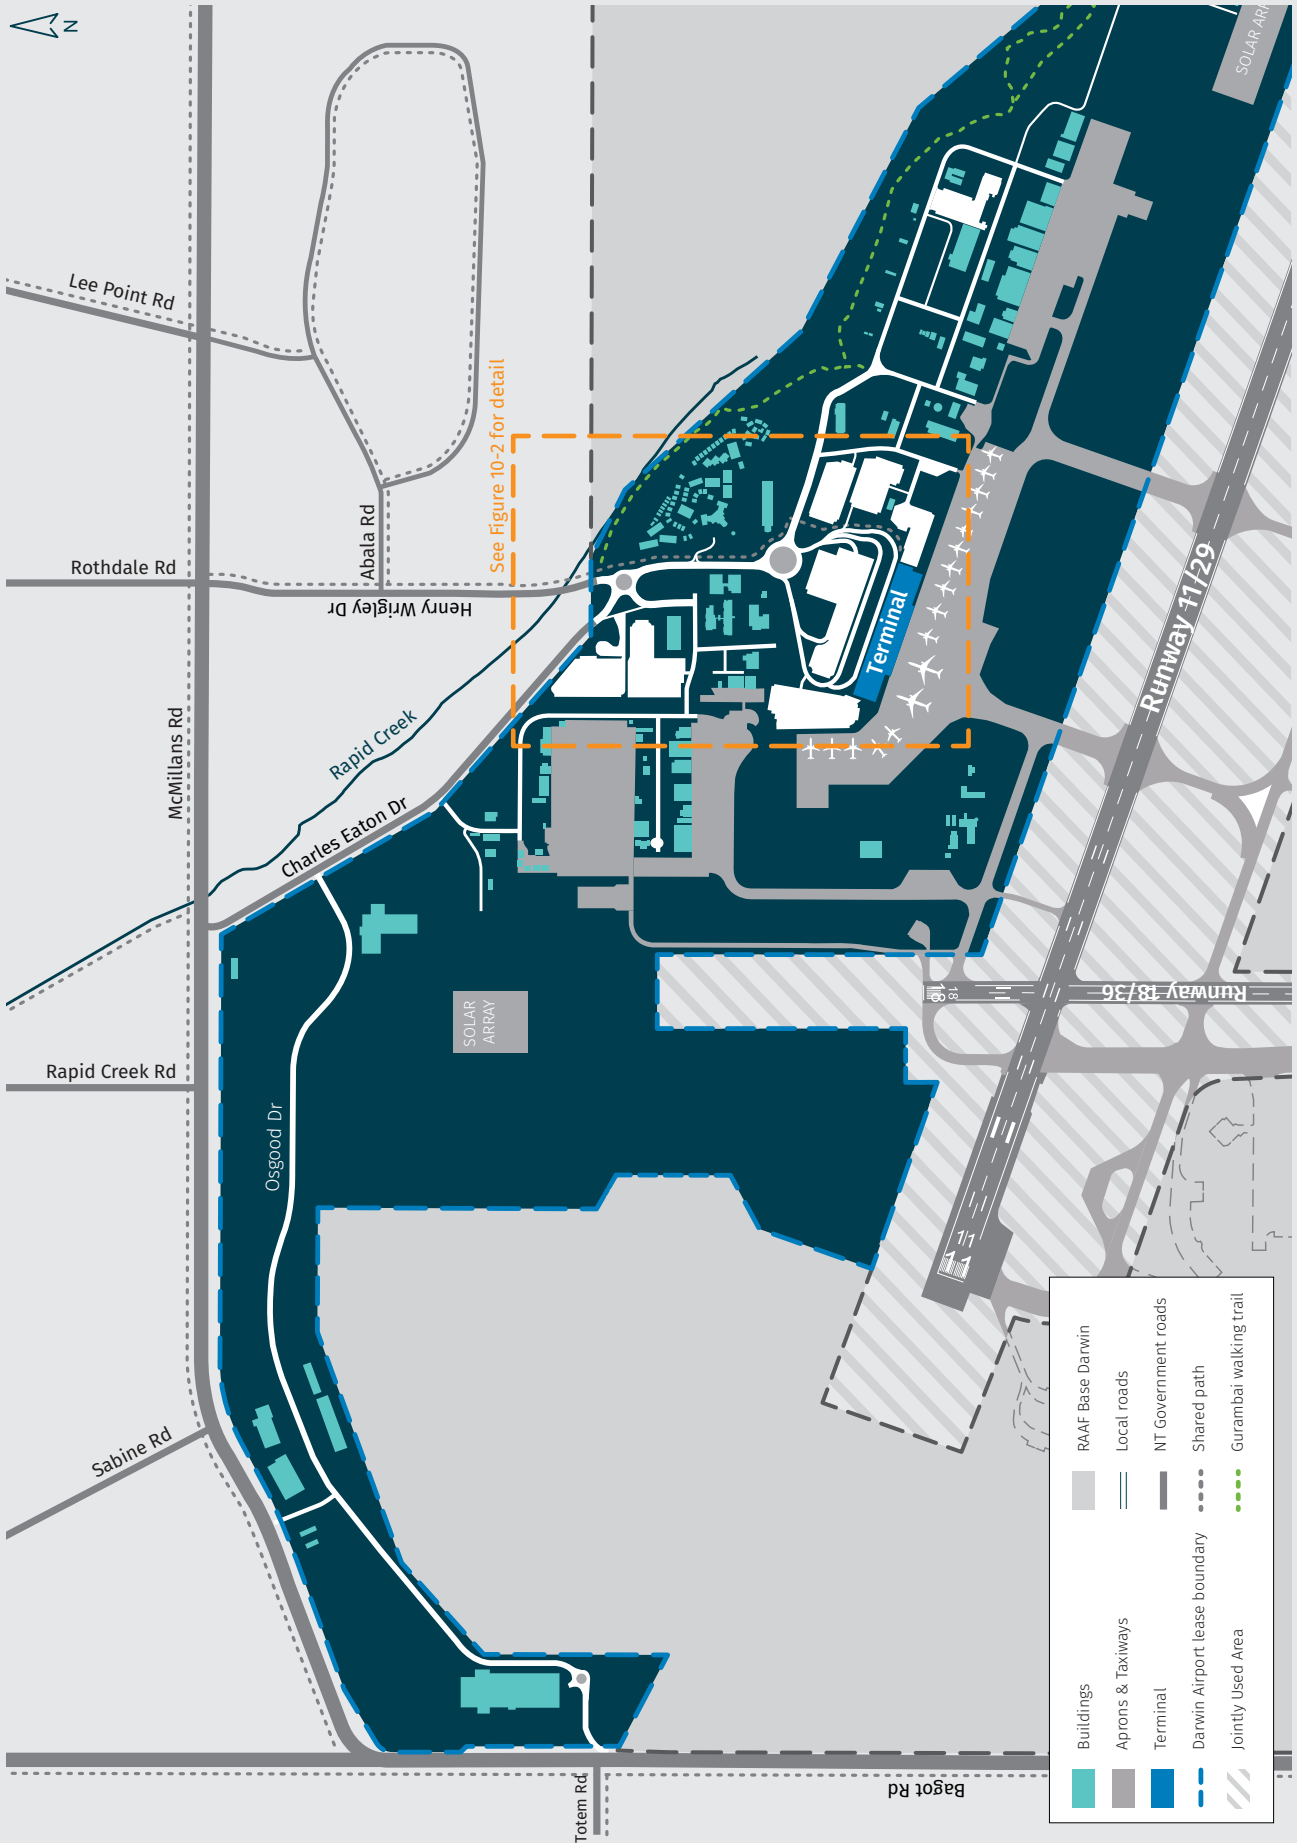 N
SOLAR ARR
Lee Point Rd
See Figure 10-2 for detail
Abala Rd
Rothdale Rd
Henry Wrigley Dr
Terminal
Runway 11/29
McMillans Rd
Rapid Creek
Charles Eaton Dr
SOLAR
ARRAY
18
18
Runway 18/36
Rapid Creek Rd
Osgood Dr
11
11
Sabine Rd
Totem Rd
Bagot Rd
Buildings
Aprons & Taxiways
Terminal
Darwin Airport lease boundary
Jointly Used Area
RAAF Base Darwin
Local roads
NT Government roads
Shared path
Gurambai walking trail